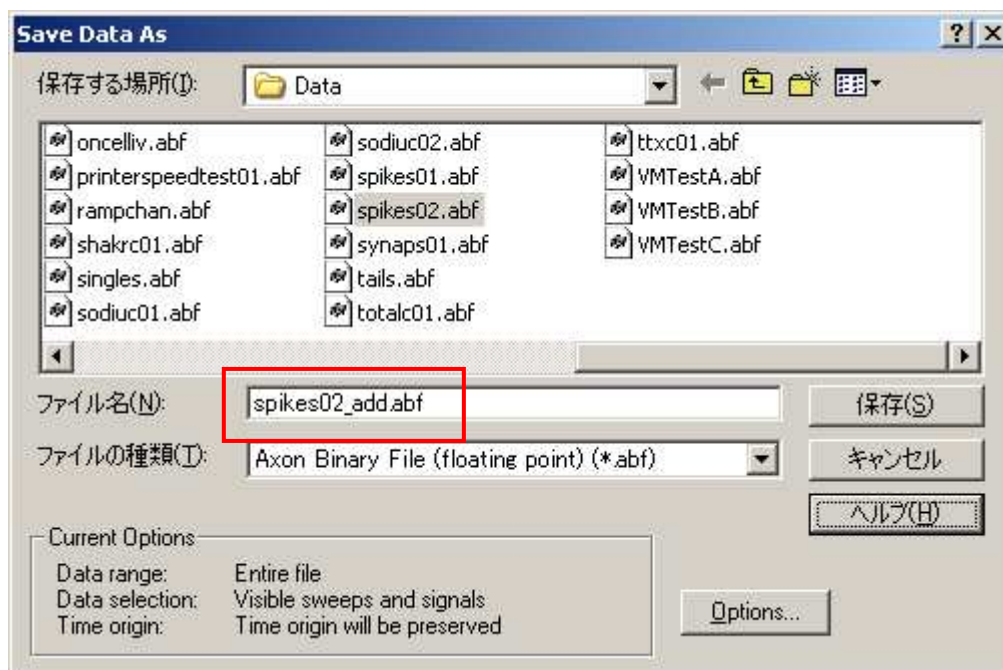 Save Data As
保存する場所(I):
Data
oncelliv.abf
printerspeedtest01.abf
rampchan.abf
shakrc01.abf
singles.abf
sodiuc01.abf
sodiuc02.abf
spikes01.abf
spikes02.abf
synaps01.abf
tails.abf
totalc01.abf
ttxc01.abf
VMTestA.abf
VMTestB.abf
VMTestC.abf
ファイル名(N):
spikes02_add.abf
保存(S)
ファイルの種類(T):
Axon Binary File (floating point) (*.abf)
キャンセル
ヘルプ(H)
Current Options
Data range: Entire file
Data selection: Visible sweeps and signals
Time origin: Time origin will be preserved
Options...